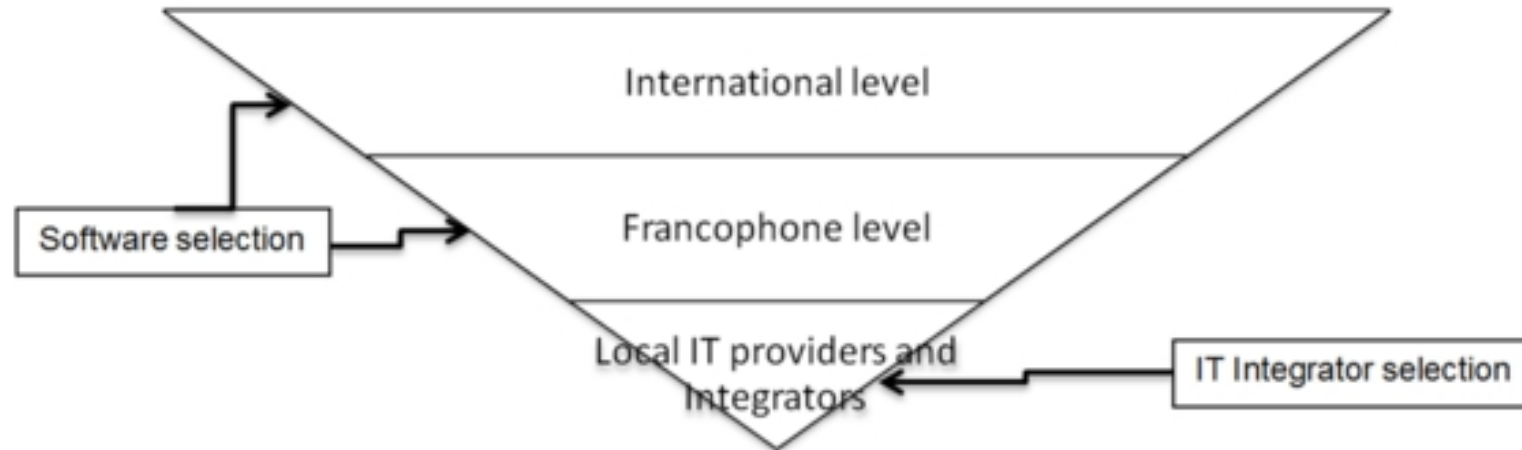 International level
Software selection
Francophone level
Local IT providers and
Integrators
IT Integrator selection